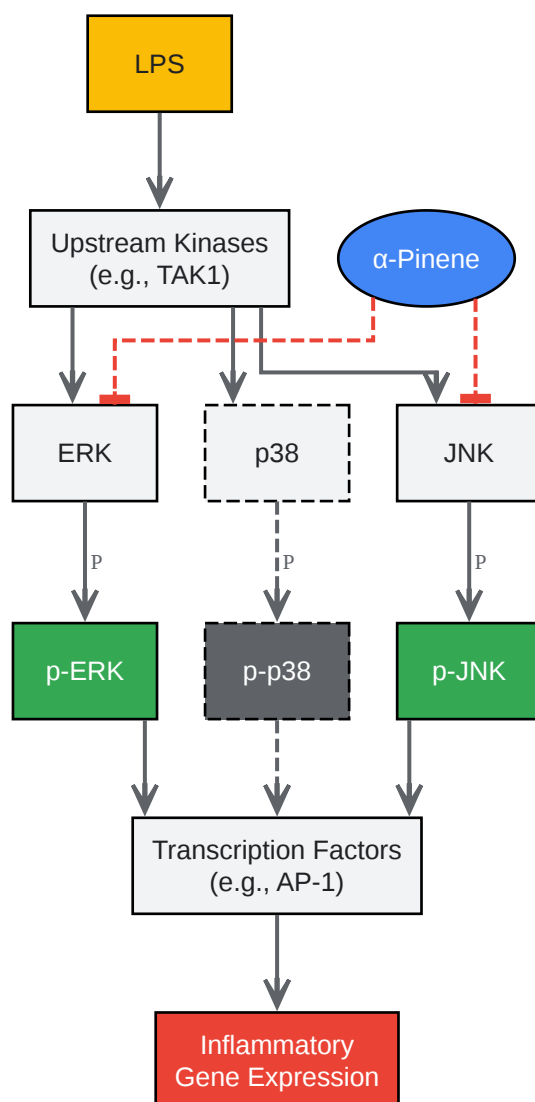 LPS
Upstream Kinases
(e.g., TAK1)
α-Pinene
ERK
p38
JNK
P
P
P
p-ERK
p-p38
p-JNK
Transcription Factors
(e.g., AP-1)
Inflammatory
Gene Expression